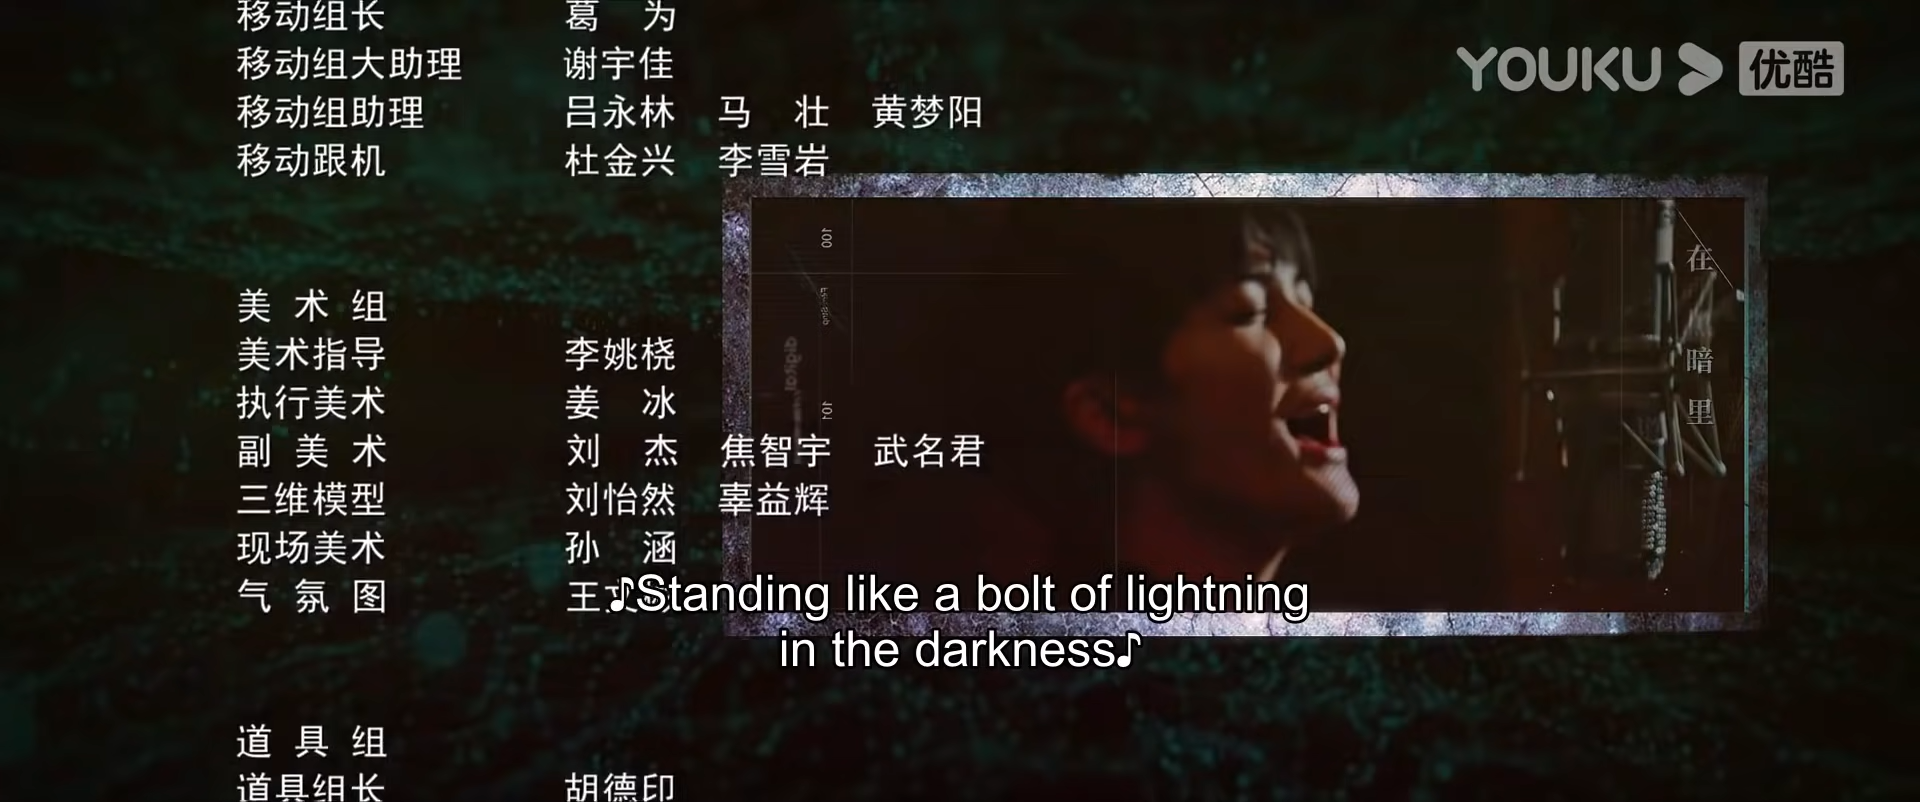 移动组长 葛 为
移动组大助理 谢宇佳
YOUKU 优酷
移动组助理 吕永林 马 壮 黄梦阳
移动跟机 杜金兴 李雪岩
100
在
暗
里
101
digital
美 术 组
美术指导 李姚桡
执行美术 姜 冰
副 美 术 刘 杰 焦智宇 武名君
三维模型 刘怡然 辜益辉
现场美术 孙 涵
气 氛 图 王
♪Standing like a bolt of lightning
in the darkness♪
道 具 组
道具组长 胡德印